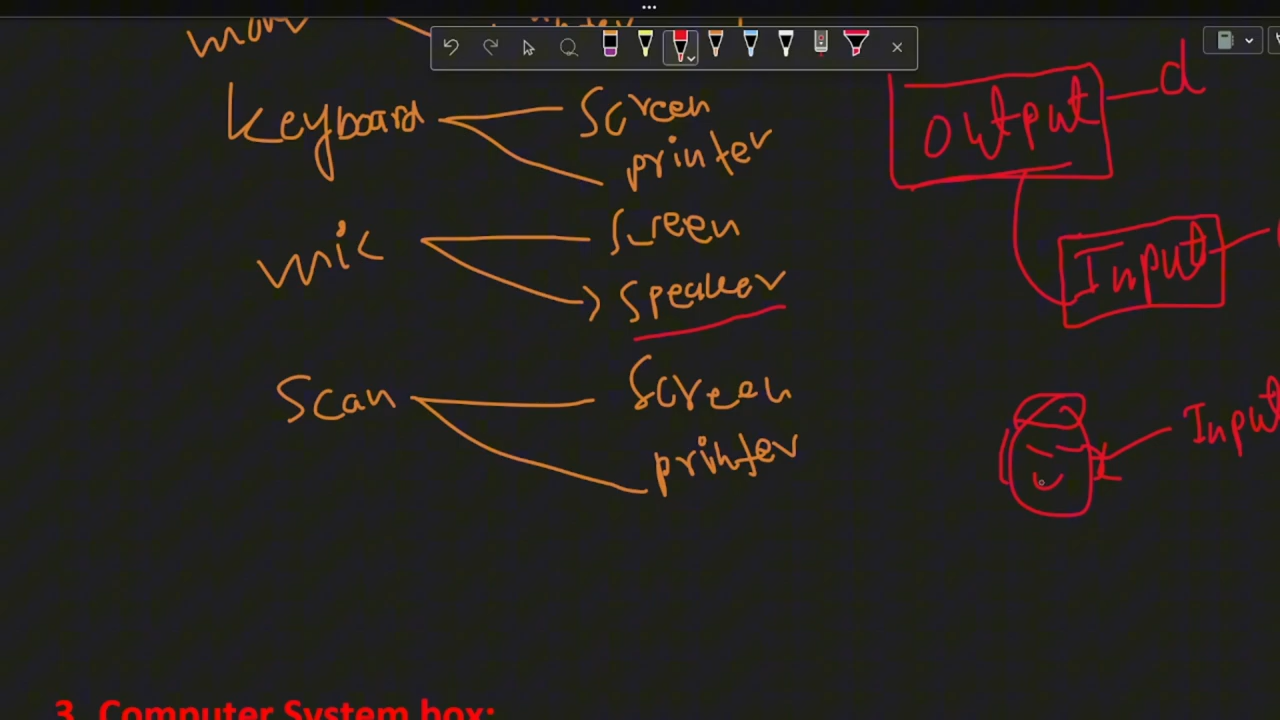 Keyboard
Screen
printer
Output
d
mic
Screen
Speaker
Input
Scan
Screen
printer
Input
3. Computer System box: